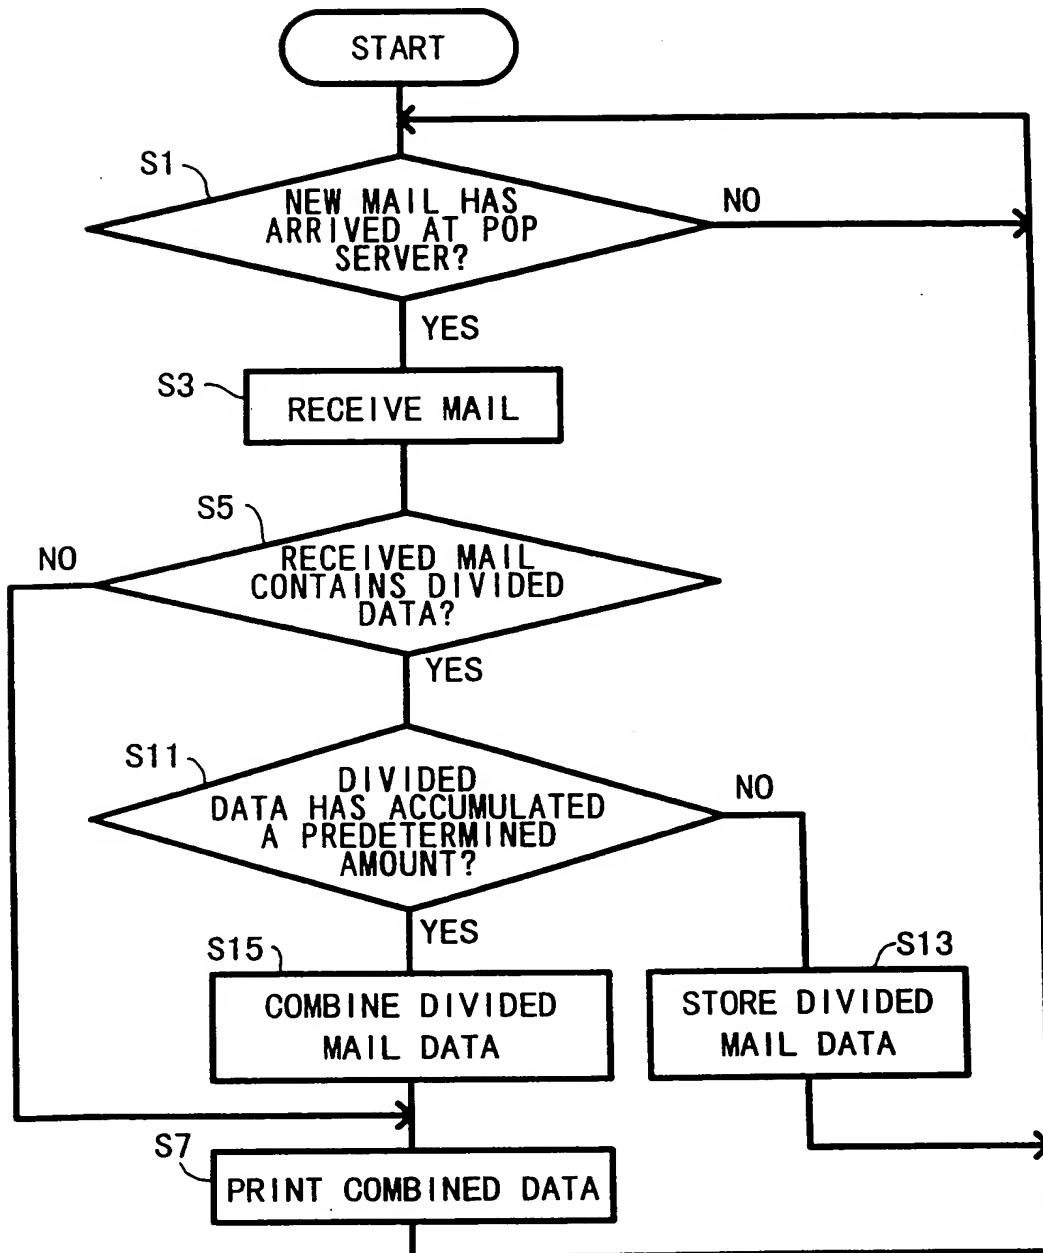 START
S1
NEW MAIL HAS
ARRIVED AT POP
SERVER?
NO
YES
S3
RECEIVE MAIL
S5
NO
RECEIVED MAIL
CONTAINS DIVIDED
DATA?
YES
S11
DIVIDED
DATA HAS ACCUMULATED
A PREDETERMINED
AMOUNT?
NO
YES
S15
COMBINE DIVIDED
MAIL DATA
S13
STORE DIVIDED
MAIL DATA
S7
PRINT COMBINED DATA